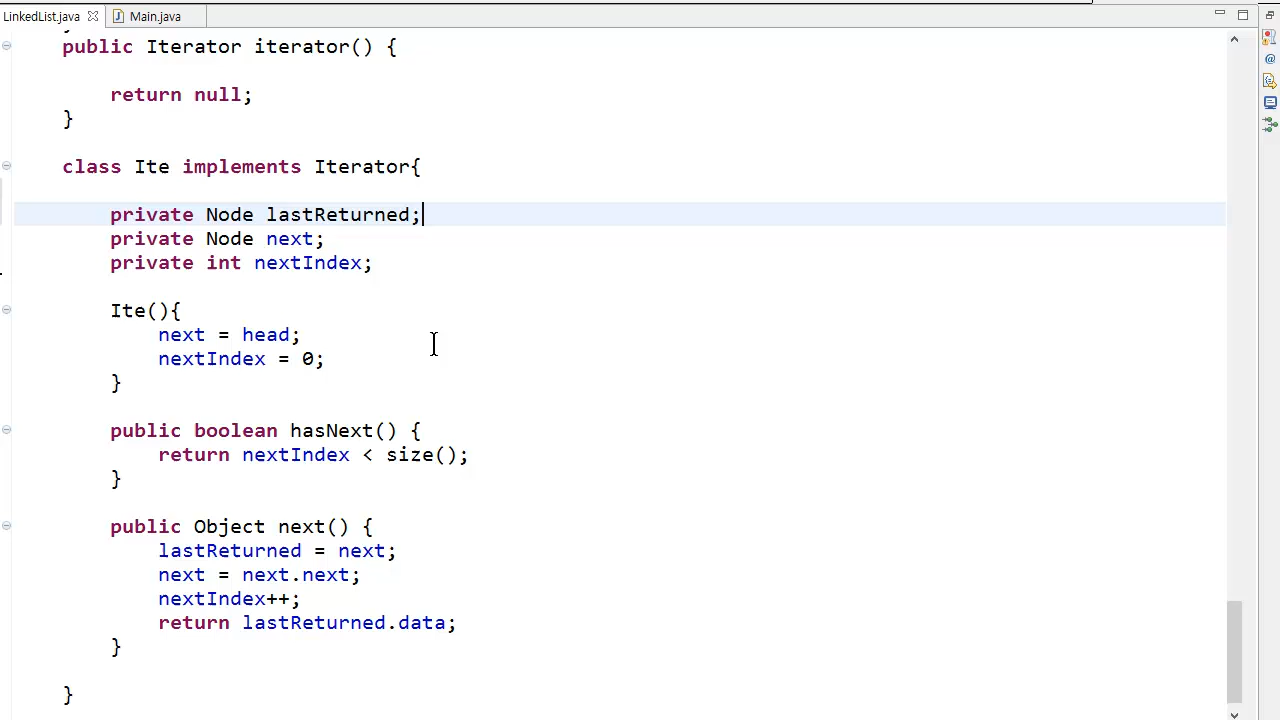 LinkedList.java
Main.java
public Iterator iterator() {
return null;
}
class Ite implements Iterator{
private Node lastReturned;
private Node next;
private int nextIndex;
Ite(){
next = head;
nextIndex = 0;
}
public boolean hasNext() {
return nextIndex < size();
}
public Object next() {
lastReturned = next;
next = next.next;
nextIndex++;
return lastReturned.data;
}
}